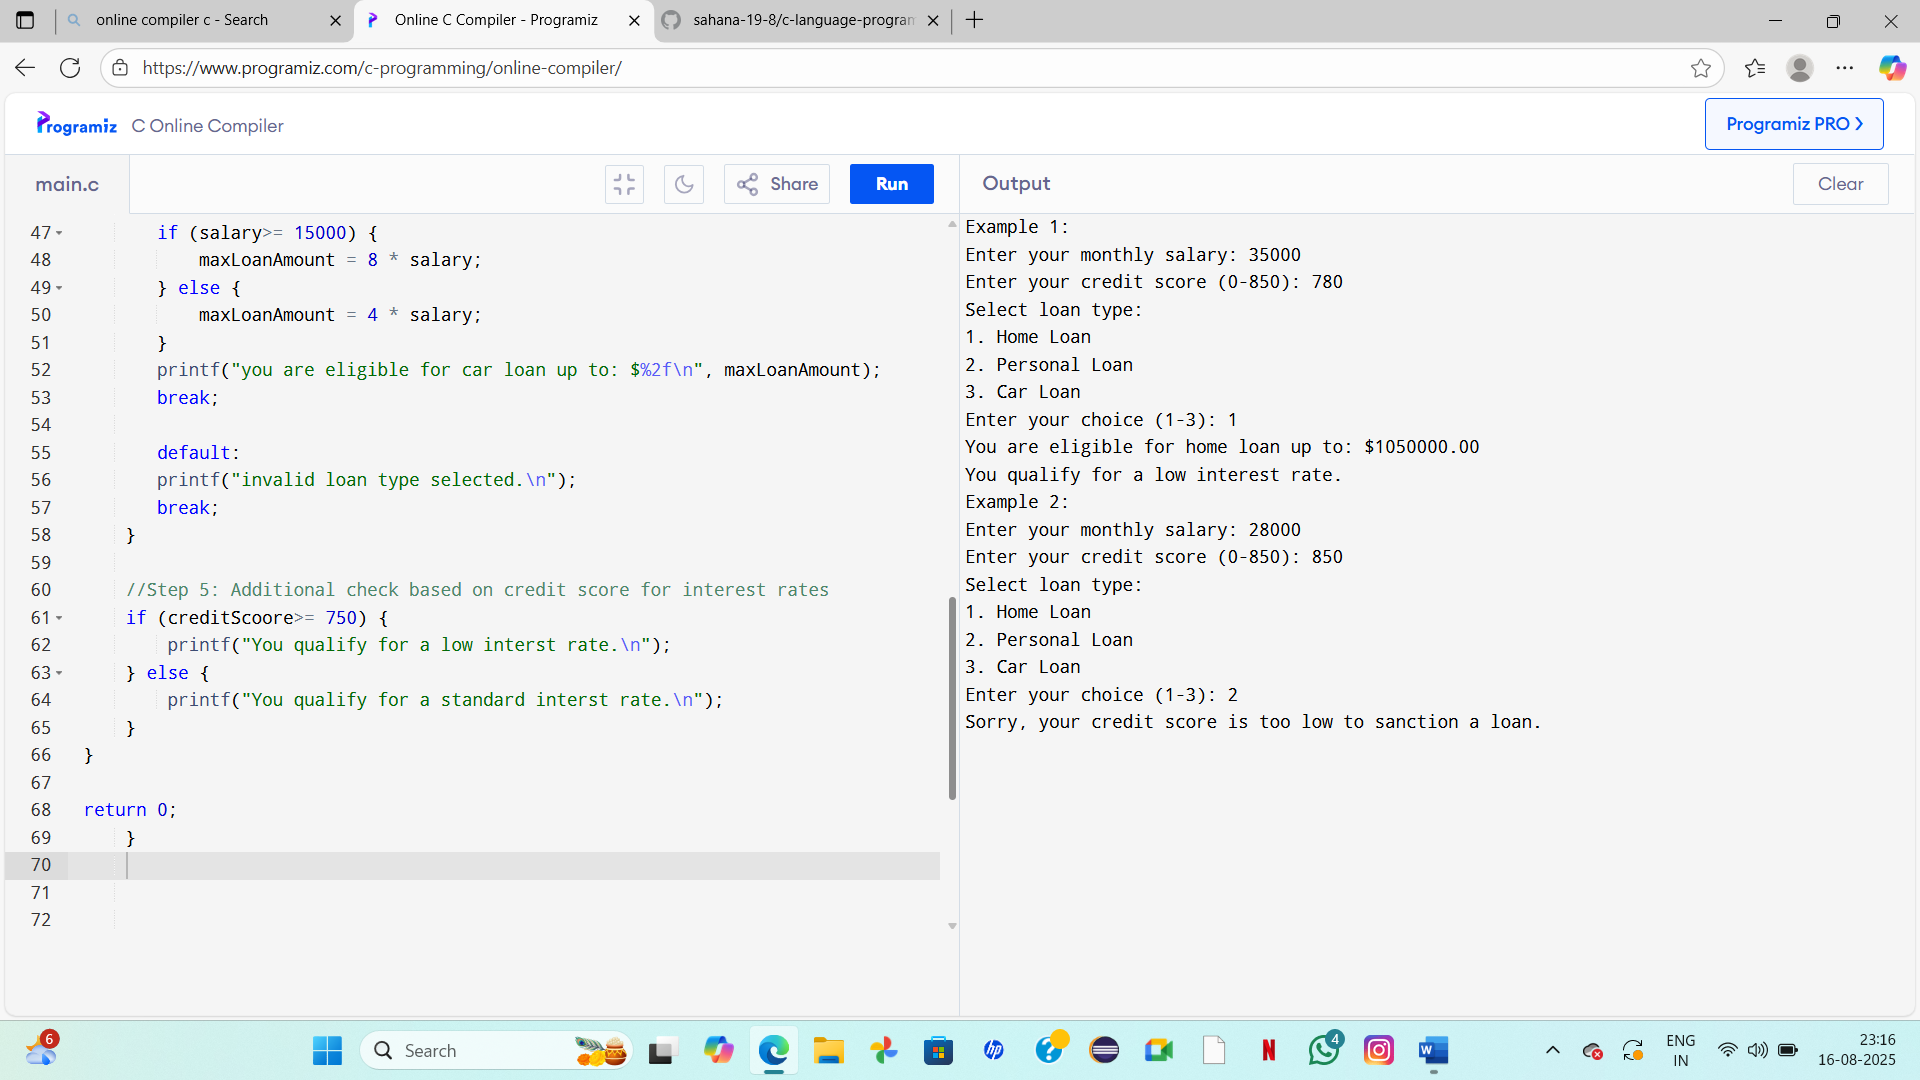 online compiler c - Search
Online C Compiler - Programiz
sahana-19-8/c-language-program
https://www.programiz.com/c-programming/online-compiler/
Programiz C Online Compiler
Programiz PRO
main.c
Share
Run
Output
Clear
47 if (salary>= 15000) {
48 maxLoanAmount = 8 * salary;
49 } else {
50 maxLoanAmount = 4 * salary;
51 }
52 printf("you are eligible for car loan up to: $%2f\n", maxLoanAmount);
53 break;
54
55 default:
56 printf("invalid loan type selected.\n");
57 break;
58 }
59
60 //Step 5: Additional check based on credit score for interest rates
61 if (creditScoore>= 750) {
62 printf("You qualify for a low interst rate.\n");
63 } else {
64 printf("You qualify for a standard interst rate.\n");
65 }
66 }
67
68 return 0;
69 }
70
71
72
Example 1:
Enter your monthly salary: 35000
Enter your credit score (0-850): 780
Select loan type:
1. Home Loan
2. Personal Loan
3. Car Loan
Enter your choice (1-3): 1
You are eligible for home loan up to: $1050000.00
You qualify for a low interest rate.
Example 2:
Enter your monthly salary: 28000
Enter your credit score (0-850): 850
Select loan type:
1. Home Loan
2. Personal Loan
3. Car Loan
Enter your choice (1-3): 2
Sorry, your credit score is too low to sanction a loan.
6
Search
hp
?
N
4
W
ENG
IN
23:16
16-08-2025